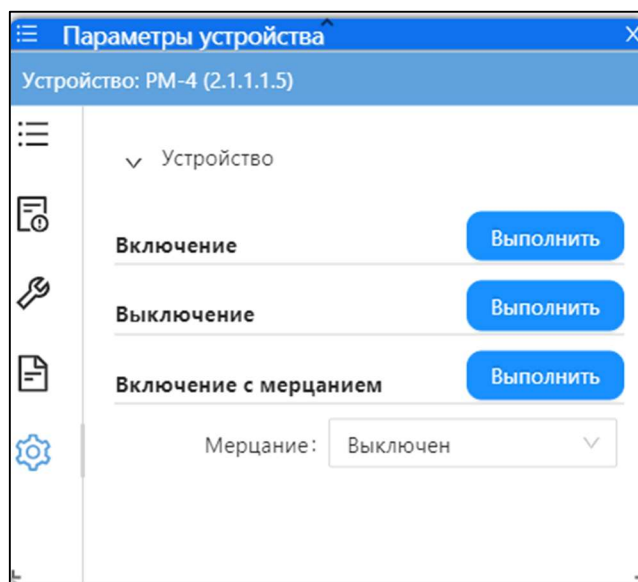 Параметры устройства
Устройство: РМ-4 (2.1.1.1.5)
Устройство
Включение Выполнить
Выключение Выполнить
Включение с мерцанием Выполнить
Мерцание: Выключен